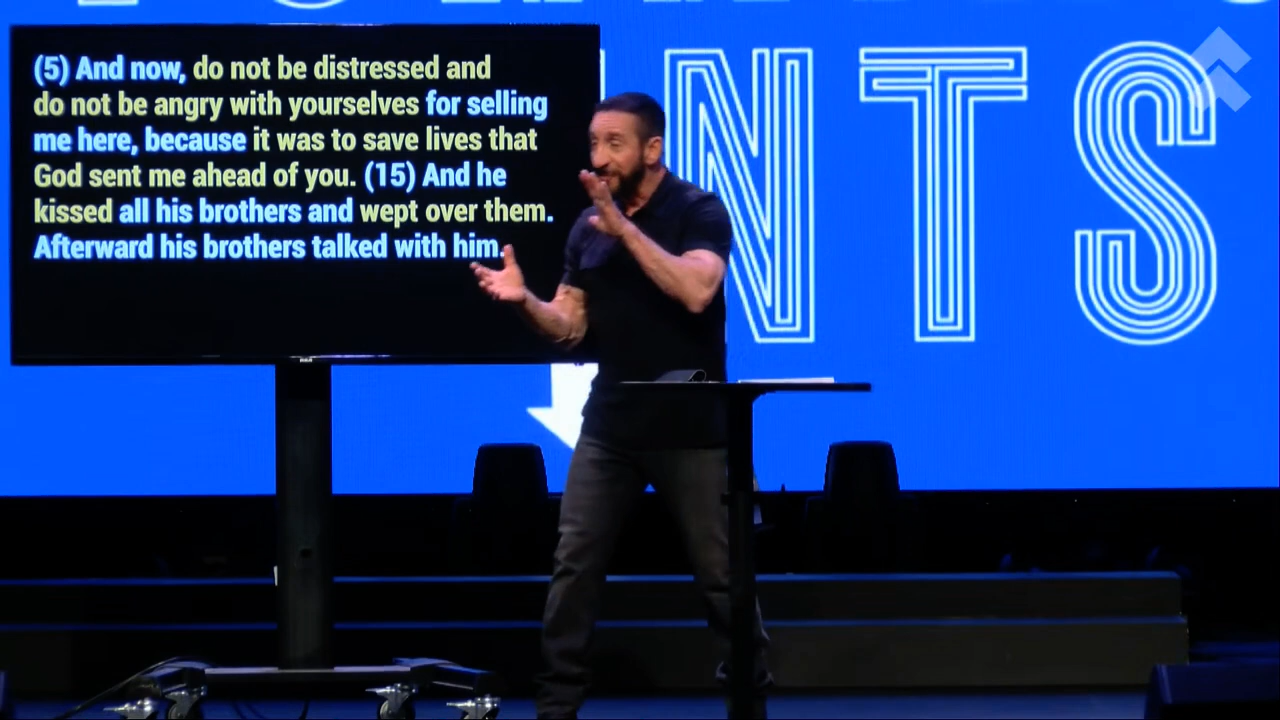 (5) And now, do not be distressed and
do not be angry with yourselves for selling
me here, because it was to save lives that
God sent me ahead of you. (15) And he
kissed all his brothers and wept over them.
Afterward his brothers talked with him.
NTS